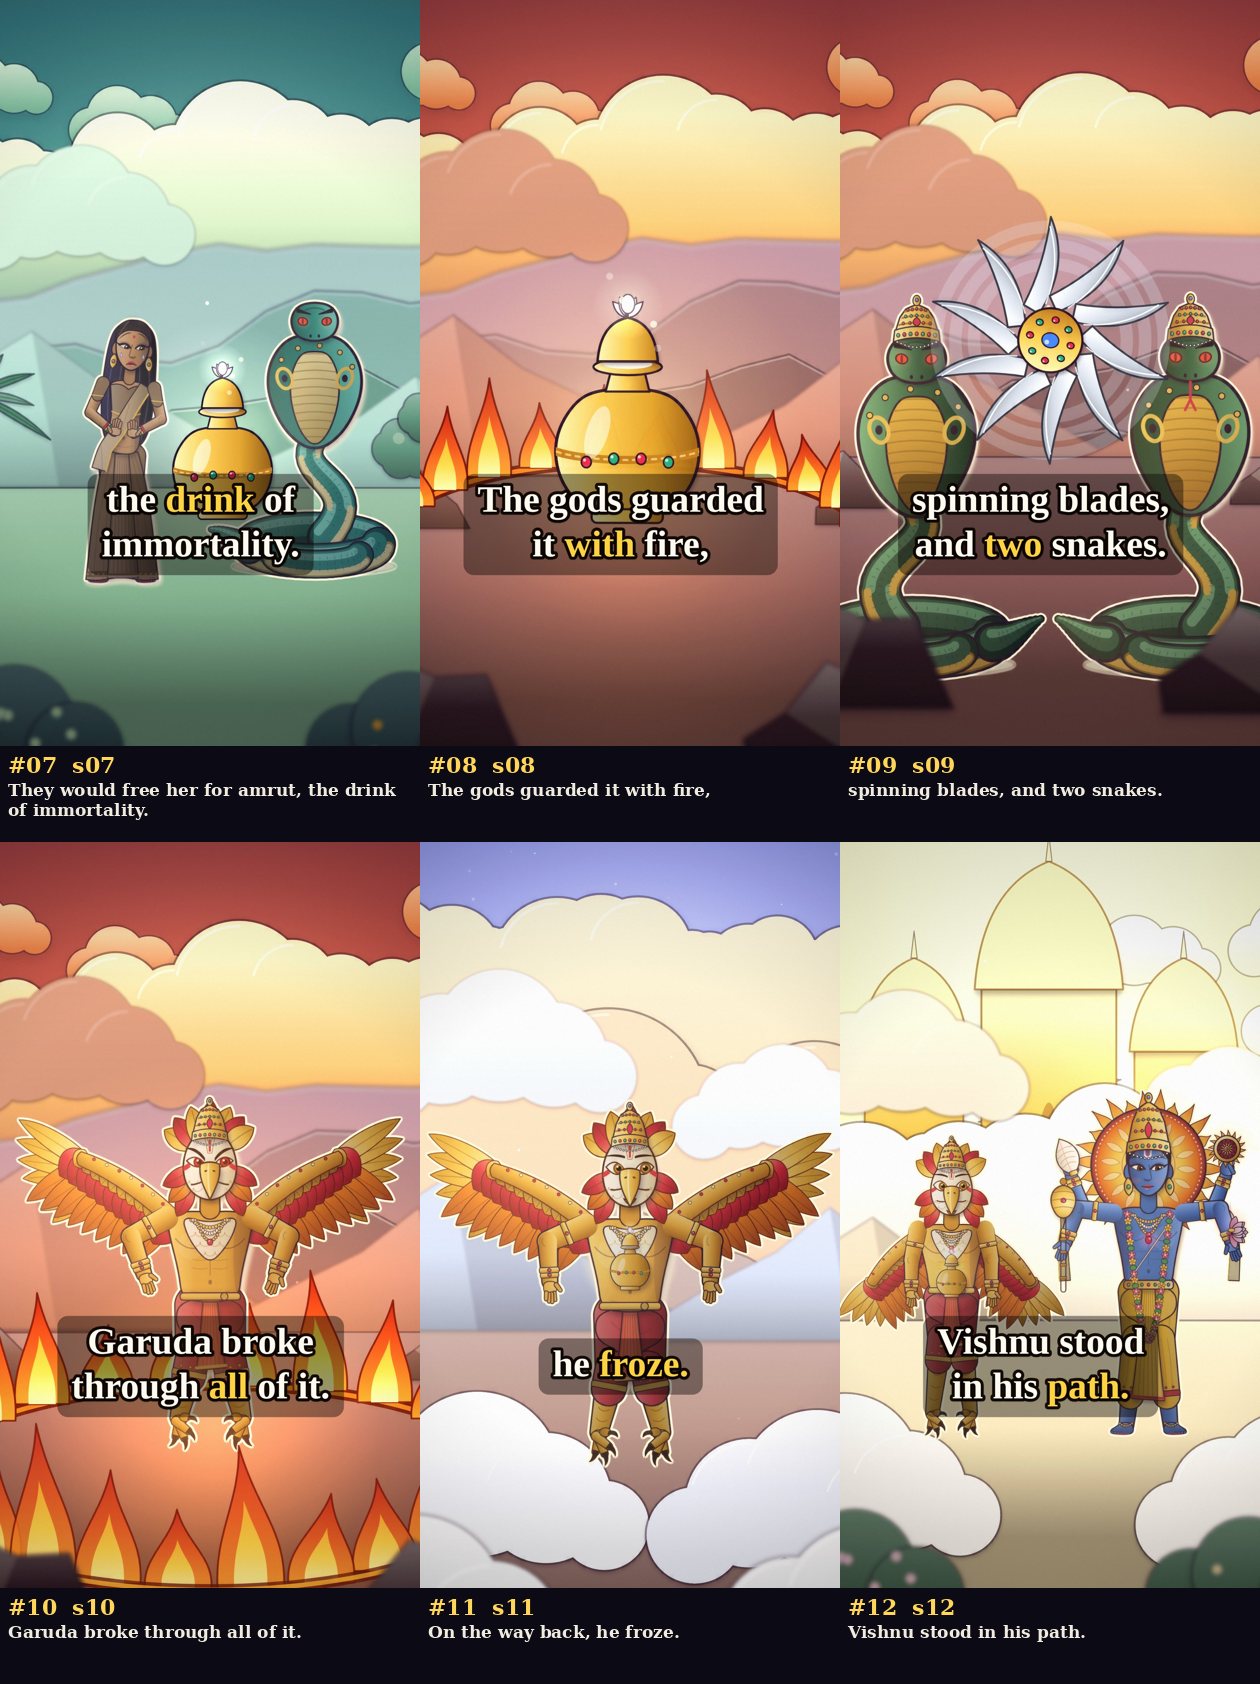 the drink of
immortality.
#07 s07
They would free her for amrut, the drink
of immortality.
The gods guarded
it with fire,
#08 s08
The gods guarded it with fire,
spinning blades,
and two snakes.
#09 s09
spinning blades, and two snakes.
Garuda broke
through all of it.
#10 s10
Garuda broke through all of it.
he froze.
#11 s11
On the way back, he froze.
Vishnu stood
in his path.
#12 s12
Vishnu stood in his path.